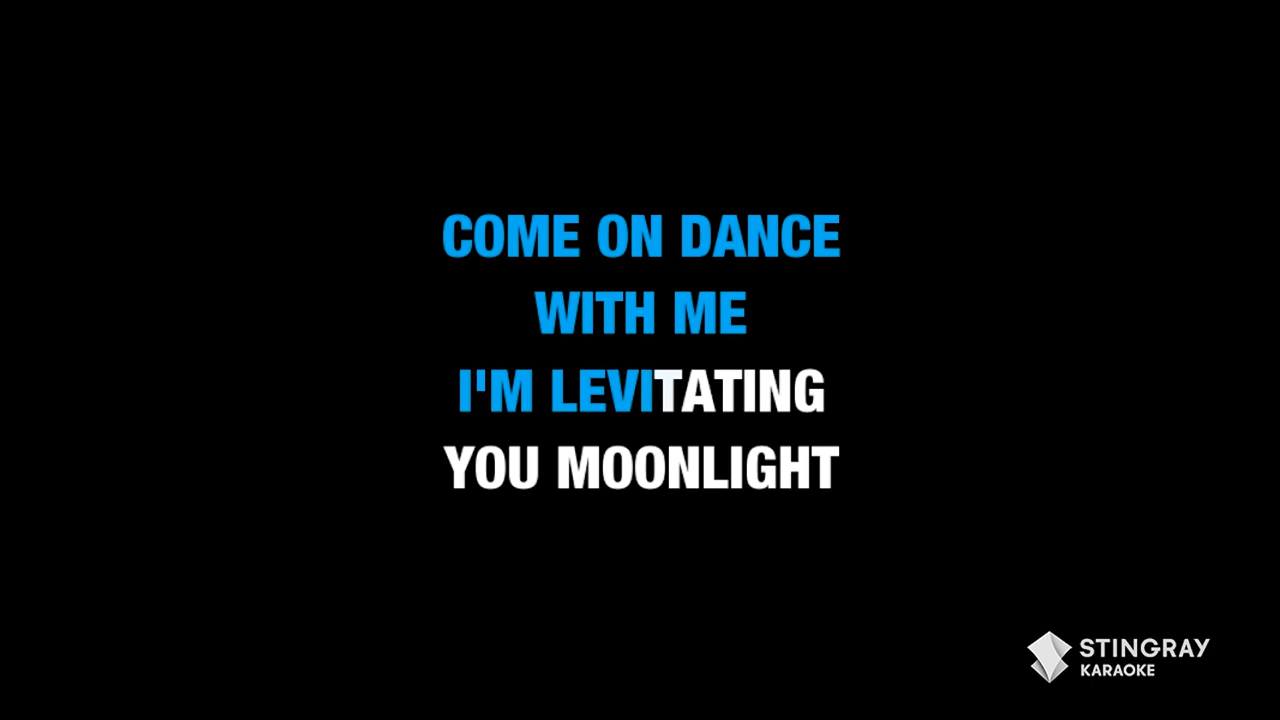 COME ON DANCE
WITH ME
I'M LEVITATING
YOU MOONLIGHT
STINGRAY
KARAOKE